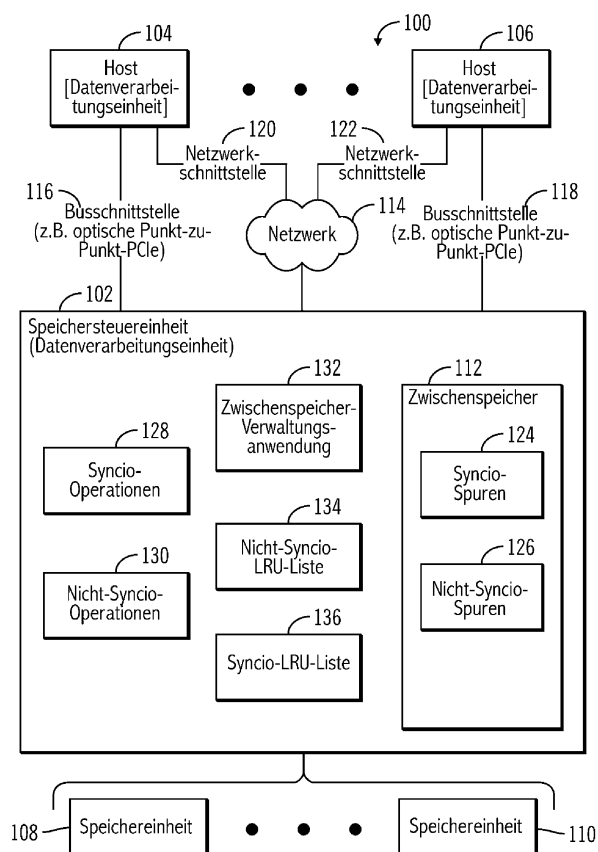 104
100
106
Host
[Datenverarbei-
tungseinheit]
Host
[Datenverarbei-
tungseinheit]
120
122
Netzwerk-
schnittstelle
Netzwerk-
schnittstelle
116
114
118
Busschnittstelle
(z.B. optische Punkt-zu-
Punkt-PCIe)
Netzwerk
Busschnittstelle
(z.B. optische Punkt-zu-
Punkt-PCIe)
102
Speichersteuereinheit
(Datenverarbeitungseinheit)
132
Zwischenspeicher-
Verwaltungs-
anwendung
112
Zwischenspeicher
128
Syncio-
Operationen
124
Syncio-
Spuren
134
Nicht-Syncio-
LRU-Liste
130
Nicht-Syncio-
Operationen
126
Nicht-Syncio-
Spuren
136
Syncio-LRU-Liste
108
Speichereinheit
Speichereinheit
110